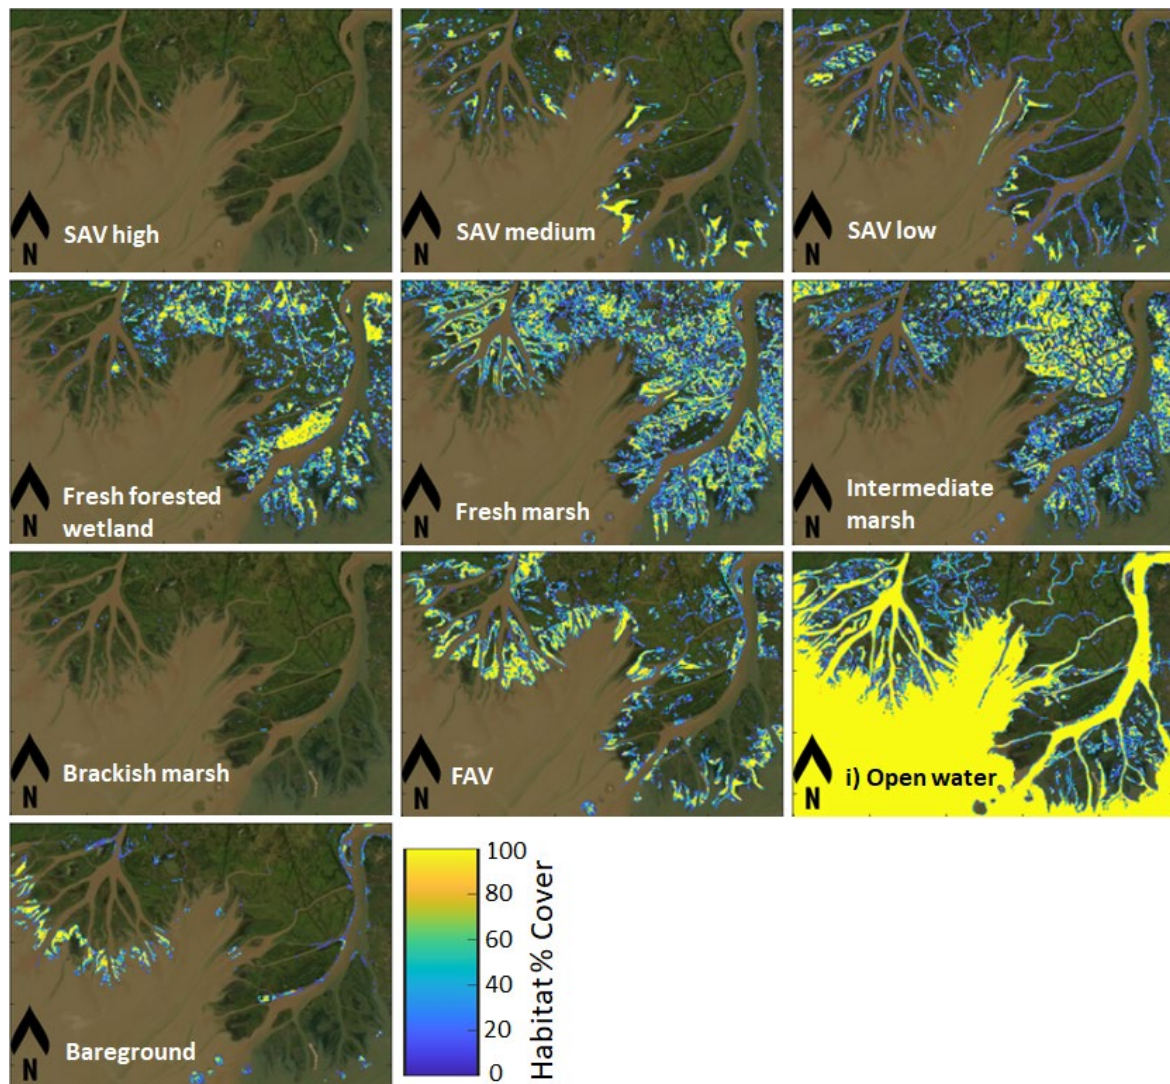 N
SAV high
N
SAV medium
N
SAV low
N
Fresh forested
wetland
N
Fresh marsh
N
Intermediate
marsh
N
Brackish marsh
N
FAV
N
i) Open water
N
Bareground
100
80
60
40
20
0
Habitat % Cover